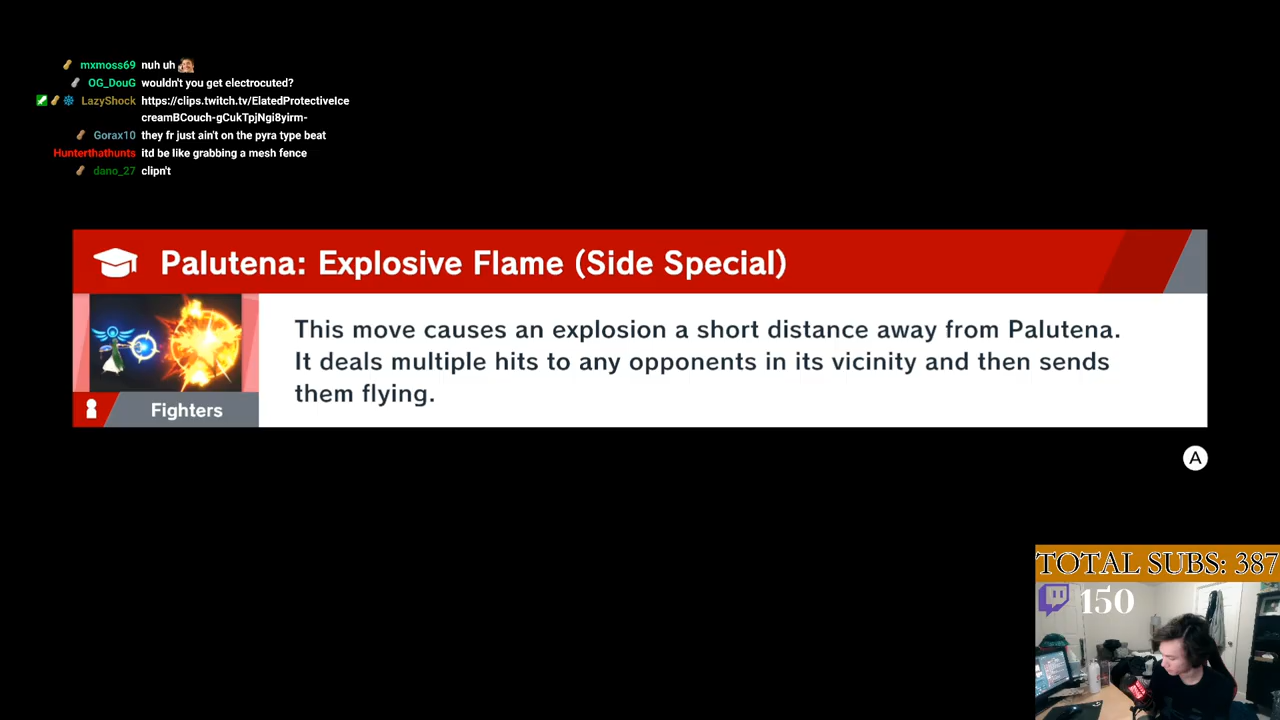 mxmoss69 nuh uh
OG_DouG wouldn't you get electrocuted?
LazyShock https://clips.twitch.tv/ElatedProtectiveIce
creamBCouch-gCukTpjNgi8yirm-
Gorax10 they fr just ain't on the pyra type beat
Hunterthathunts itd be like grabbing a mesh fence
dano_27 clipn't
Palutena: Explosive Flame (Side Special)
This move causes an explosion a short distance away from Palutena.
It deals multiple hits to any opponents in its vicinity and then sends
them flying.
Fighters
A
TOTAL SUBS: 387
150